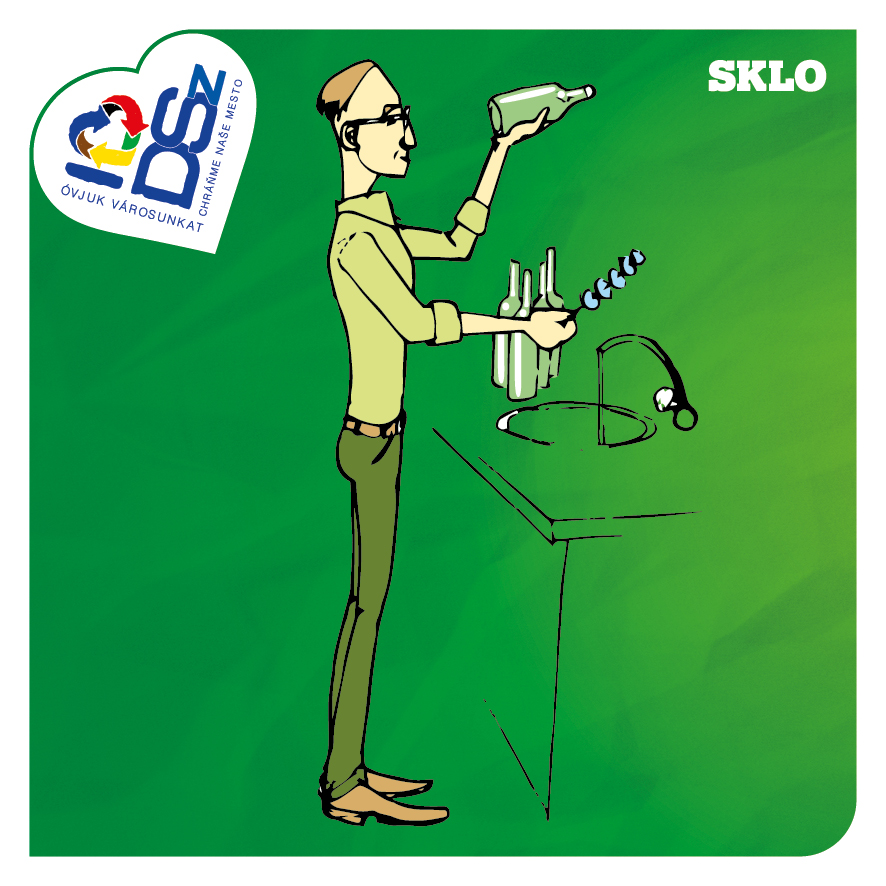 I ♥ DSZ
ÓVJUK VÁROSUNKAT
CHRÁŇME NAŠE MESTO
SKLO